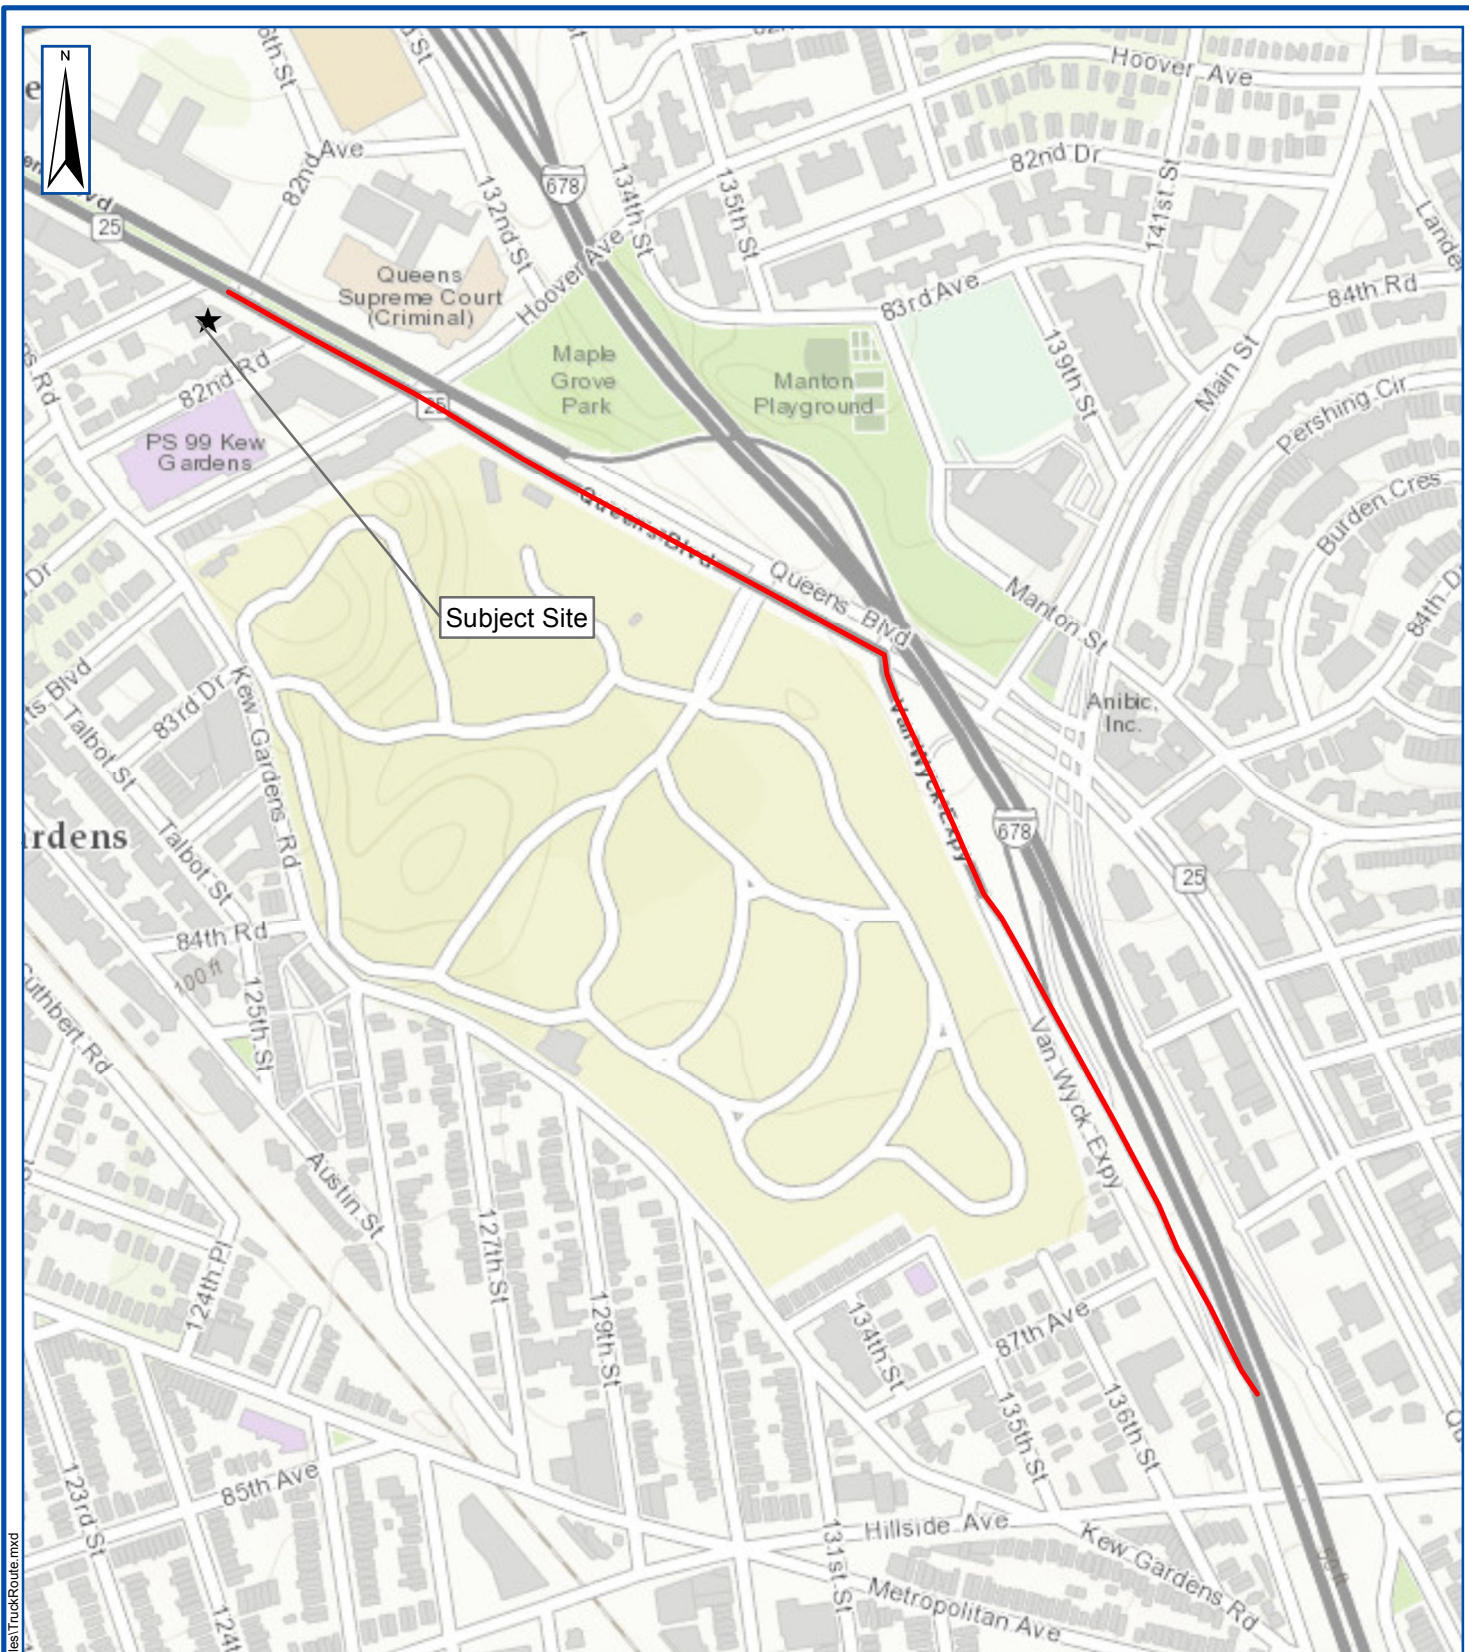 N
Hoover Ave
82nd Ave
678
134th St
135th St
82nd Dr
141st St
132nd St
25
Hoover Ave
Queens
Supreme Court
(Criminal)
83rd Ave
84th Rd
139th St
Main St
Maple
Grove
Park
Manton
Playground
Pershing Cir
82nd Rd
25
PS 99 Kew
Gardens
Burden Cres
Queens Blvd
Queens Blvd
Manton St
Subject Site
Kew Gardens Rd
83rd Dr
Talbot St
Anibic,
Inc.
Van Wyck Expy
678
Talbot St
25
84th Rd
100 ft
125th St
Cuthbert Rd
Van Wyck Expy
Austin St
127th St
124th Pl
129th St
134th St
87th Ave
135th St
136th St
123rd St
85th Ave
131st St
Hillside Ave
Kew Gardens Rd
Metropolitan Ave
50 ft
les\TruckRoute.mxd